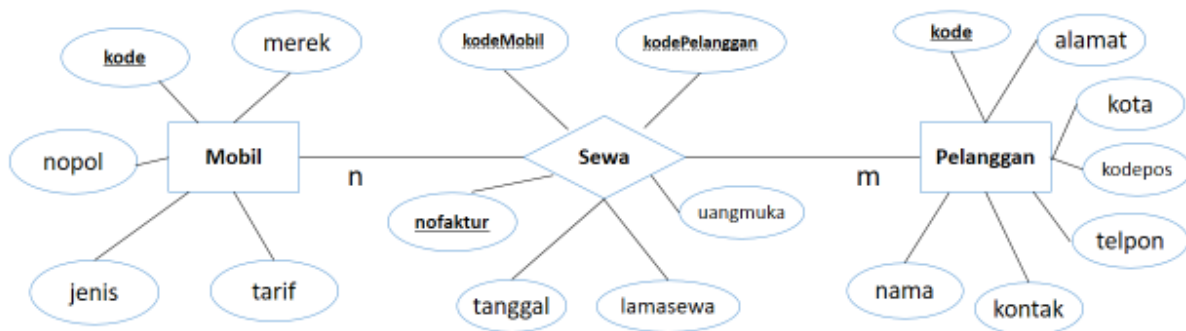 kode
merek
nopol
Mobil
jenis
tarif
n
kodeMobil
kodePelanggan
Sewa
nofaktur
uangmuka
tanggal
lamasewa
m
kode
alamat
kota
Pelanggan
kodepos
telpon
nama
kontak